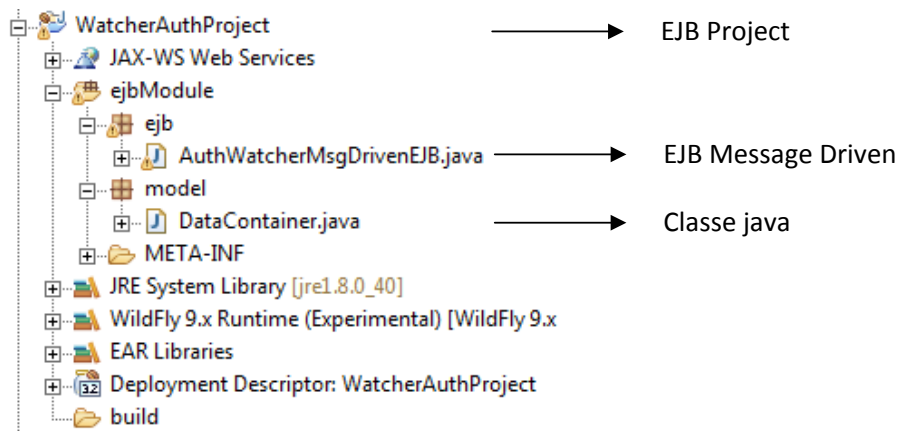 WatcherAuthProject EJB Project
JAX-WS Web Services
ejbModule
ejb
AuthWatcherMsgDrivenEJB.java EJB Message Driven
model
DataContainer.java Classe java
META-INF
JRE System Library [jre1.8.0_40]
WildFly 9.x Runtime (Experimental) [WildFly 9.x
EAR Libraries
Deployment Descriptor: WatcherAuthProject
build